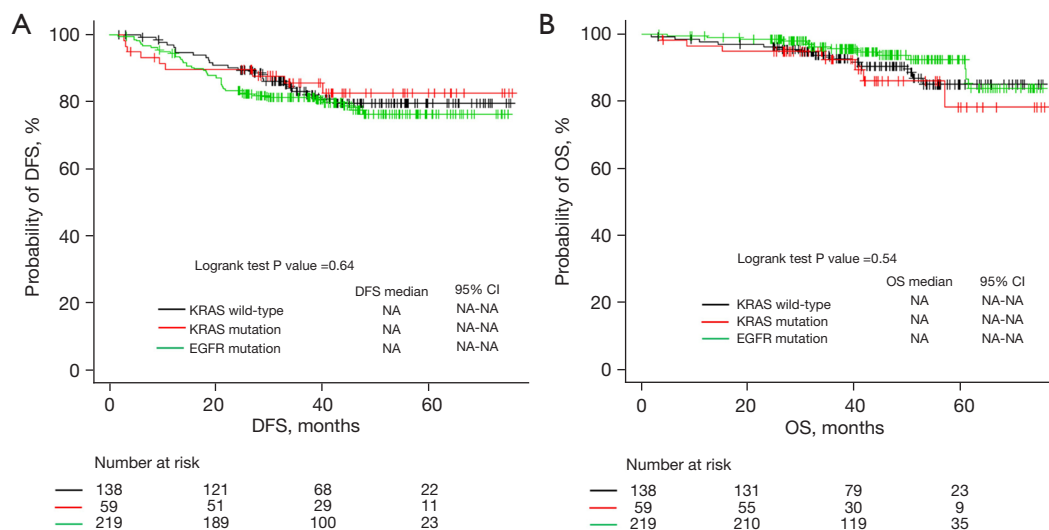 A
100
80
60
40
20
0
Probability of DFS, %
Logrank test P value =0.64
DFS median 95% CI
KRAS wild-type NA NA-NA
KRAS mutation NA NA-NA
EGFR mutation NA NA-NA
0 20 40 60
DFS, months
Number at risk
138 121 68 22
59 51 29 11
219 189 100 23
B
100
80
60
40
20
0
Probability of OS, %
Logrank test P value =0.54
OS median 95% CI
KRAS wild-type NA NA-NA
KRAS mutation NA NA-NA
EGFR mutation NA NA-NA
0 20 40 60
OS, months
Number at risk
138 131 79 23
59 55 30 9
219 210 119 35